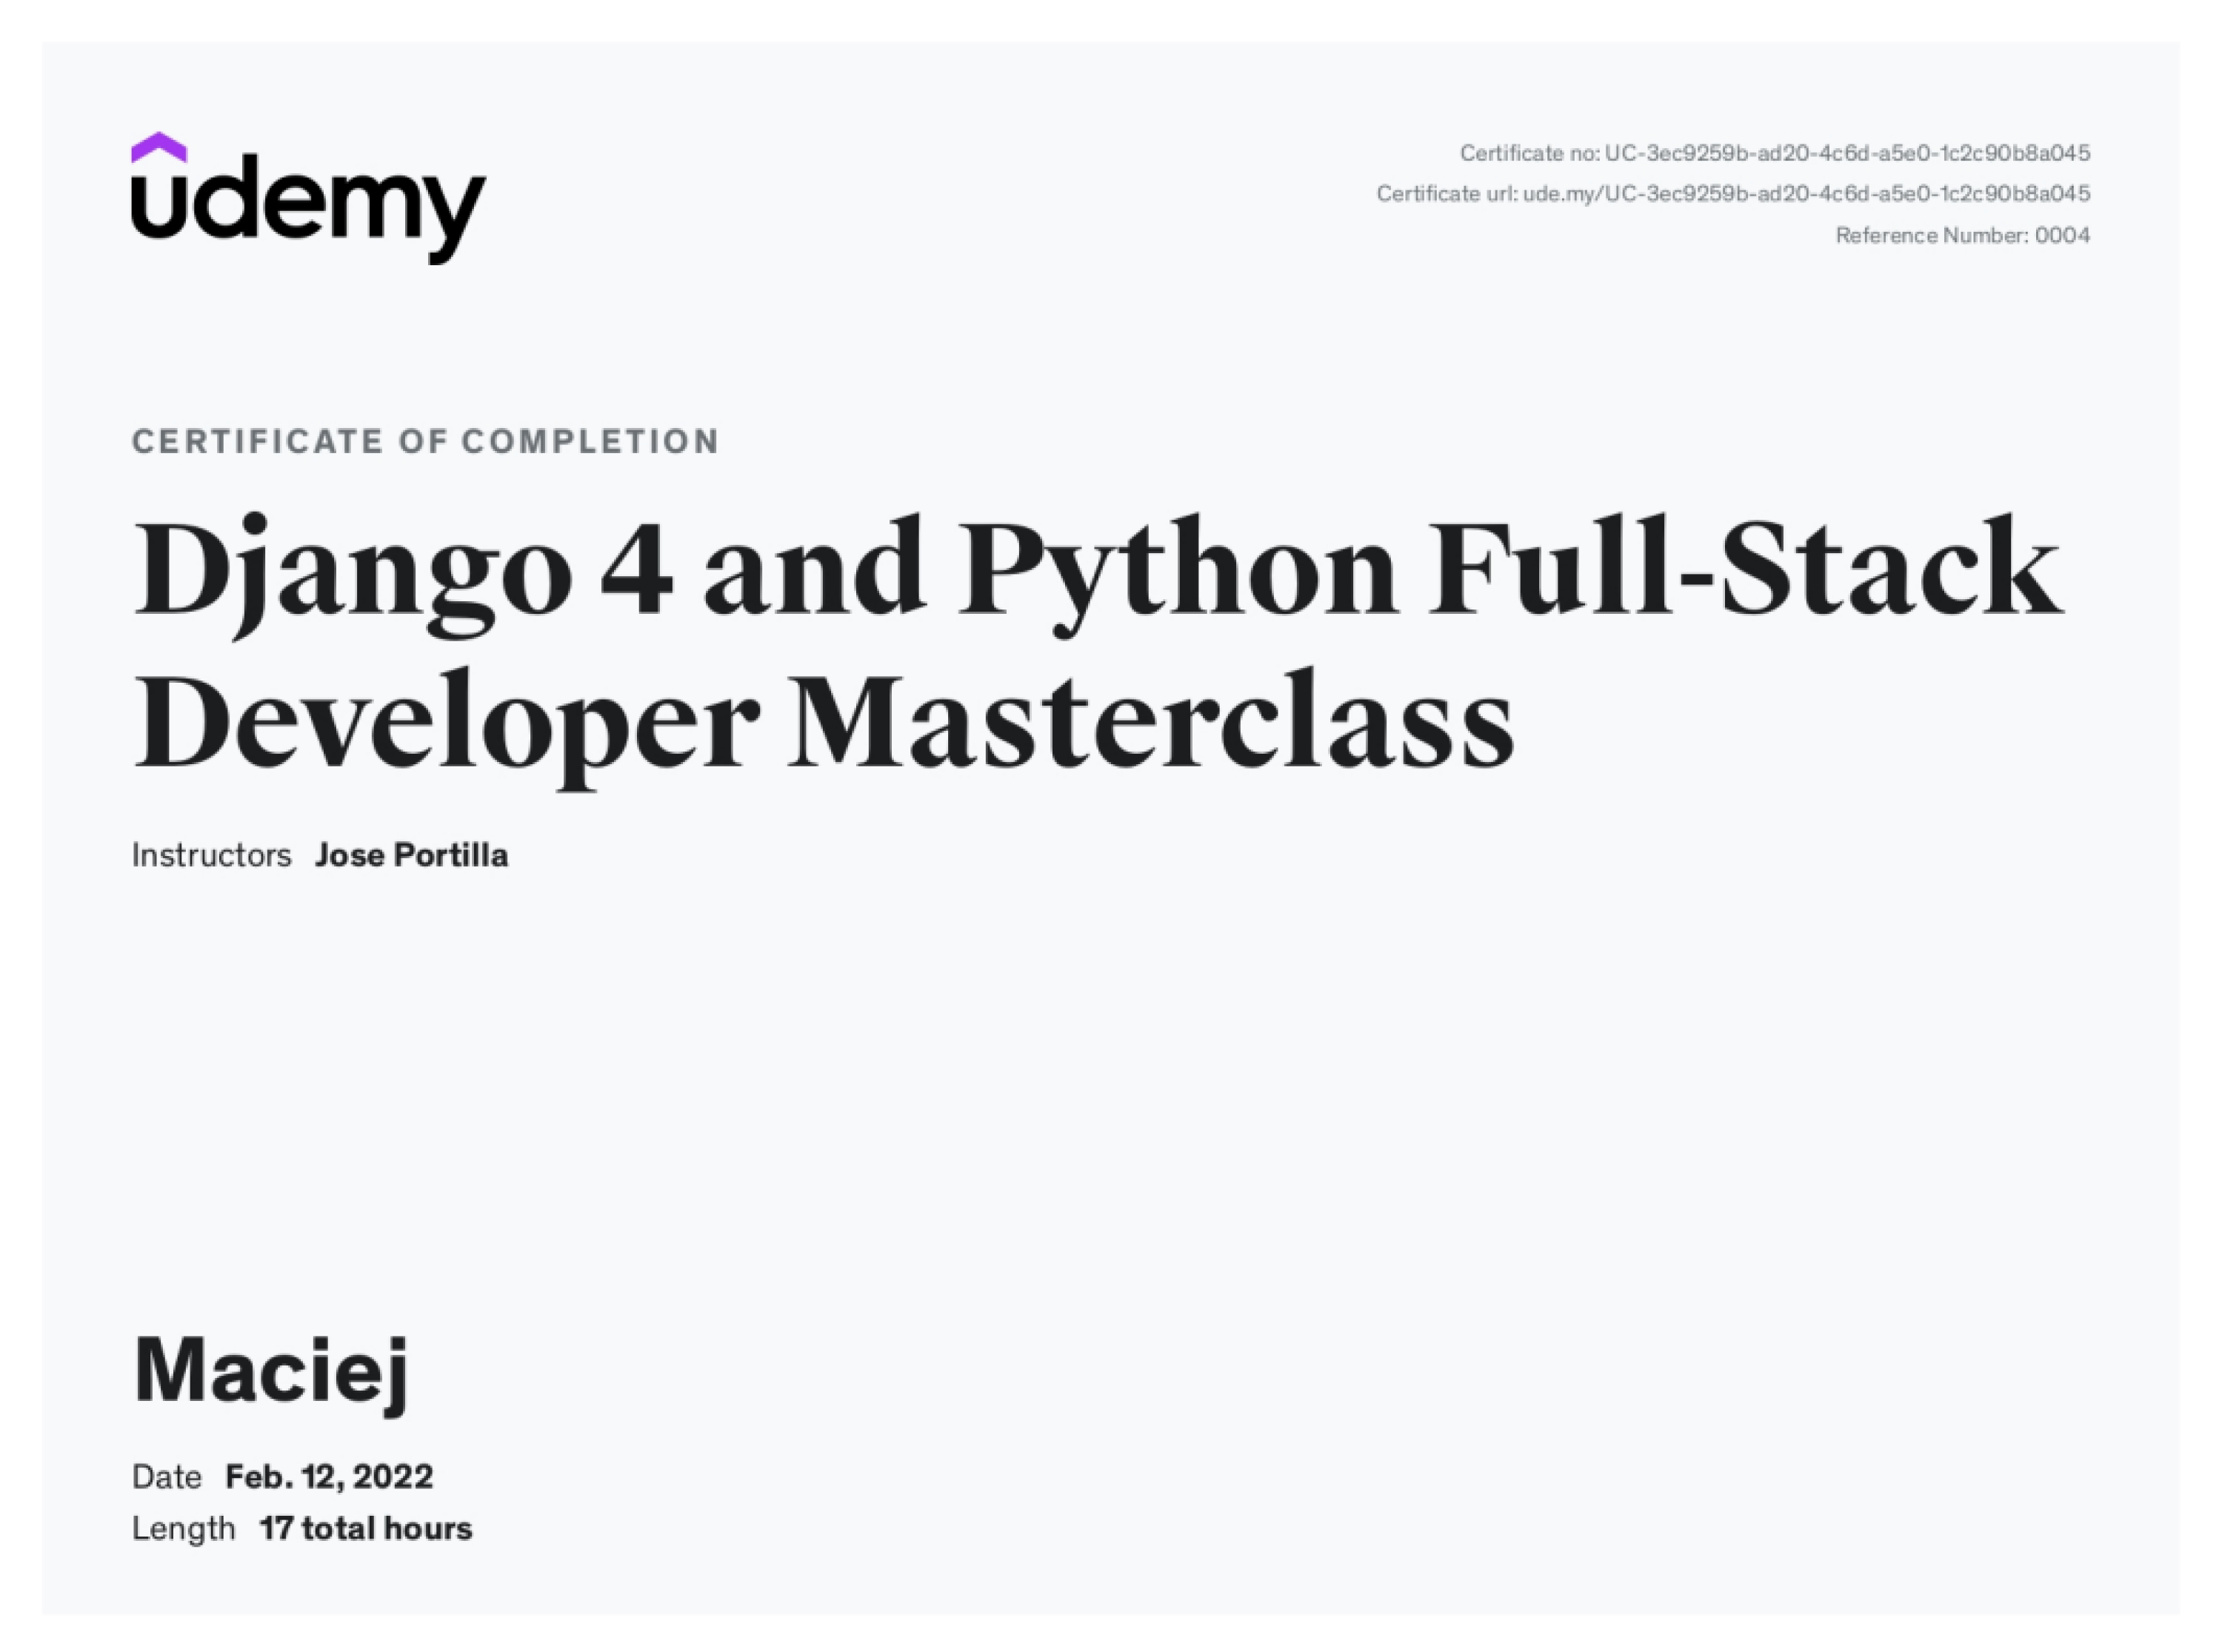 udemy
Certificate no: UC-3ec9259b-ad20-4c6d-a5e0-1c2c90b8a045
Certificate url: ude.my/UC-3ec9259b-ad20-4c6d-a5e0-1c2c90b8a045
Reference Number: 0004
CERTIFICATE OF COMPLETION
Django 4 and Python Full-Stack
Developer Masterclass
Instructors Jose Portilla
Maciej
Date Feb. 12, 2022
Length 17 total hours